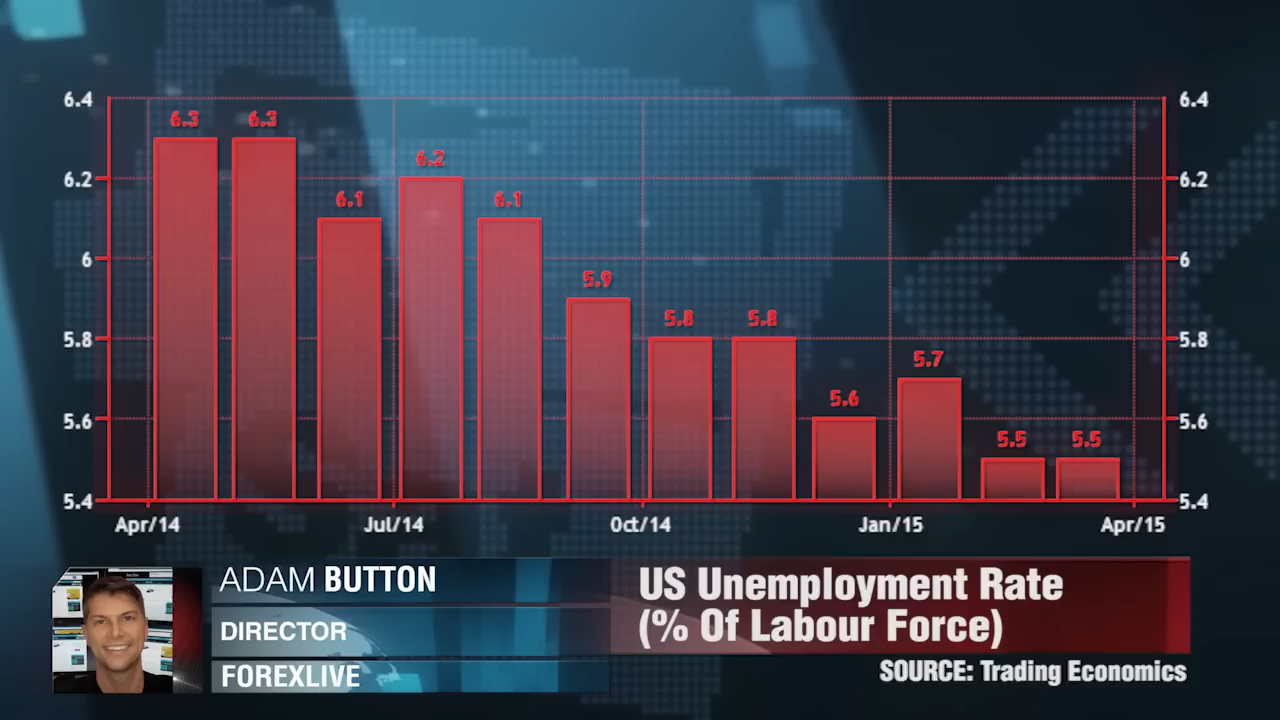 6.4 6.4
6.3 6.3
6.2 6.2 6.2
6.1 6.1
6 6
5.9
5.8 5.8 5.8 5.8
5.7
5.6 5.6 5.6
5.5 5.5
5.4 5.4
Apr/14 Jul/14 Oct/14 Jan/15 Apr/15
ADAM BUTTON
DIRECTOR
FOREXLIVE
US Unemployment Rate
(% Of Labour Force)
SOURCE: Trading Economics